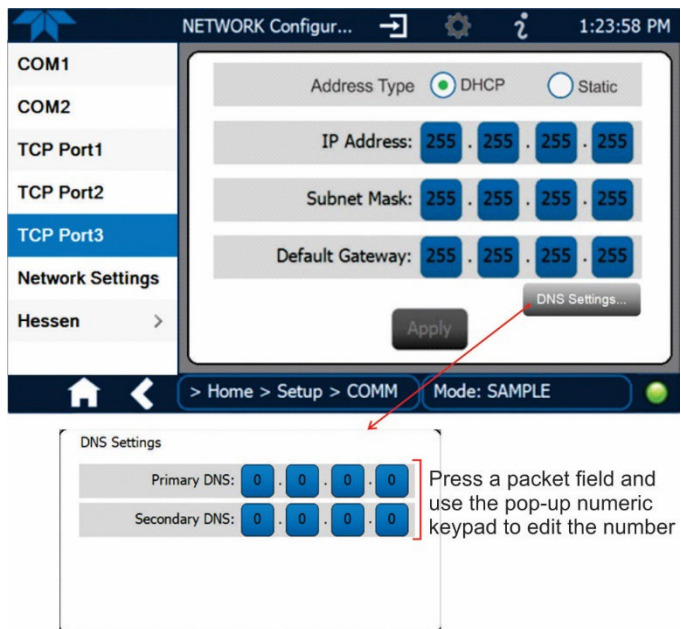 NETWORK Configur... 1:23:58 PM
COM1
COM2
TCP Port1
TCP Port2
TCP Port3
Network Settings
Hessen >
Address Type DHCP Static
IP Address: 255 . 255 . 255 . 255
Subnet Mask: 255 . 255 . 255 . 255
Default Gateway: 255 . 255 . 255 . 255
DNS Settings...
Apply
> Home > Setup > COMM Mode: SAMPLE
DNS Settings
Primary DNS: 0 . 0 . 0 . 0
Secondary DNS: 0 . 0 . 0 . 0
Press a packet field and
use the pop-up numeric
keypad to edit the number